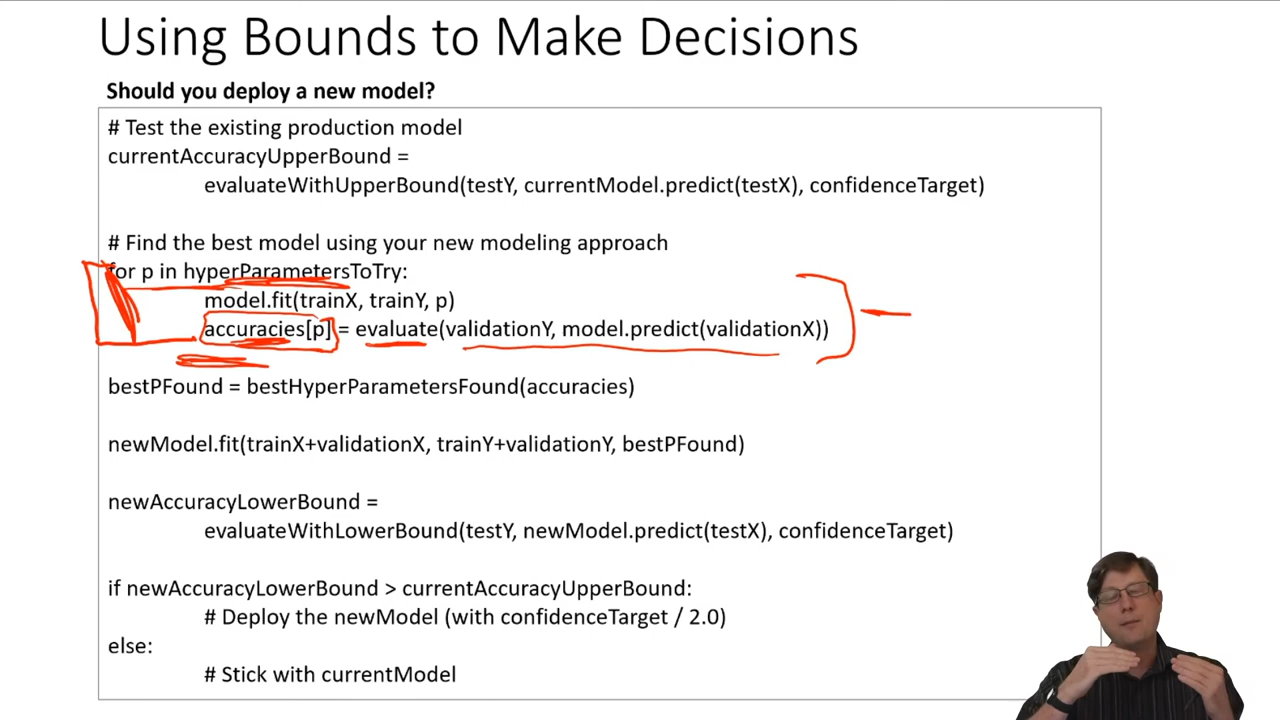 Using Bounds to Make Decisions
Should you deploy a new model?
# Test the existing production model
currentAccuracyUpperBound =
evaluateWithUpperBound(testY, currentModel.predict(testX), confidenceTarget)
# Find the best model using your new modeling approach
for p in hyperParametersToTry:
model.fit(trainX, trainY, p)
accuracies[p] = evaluate(validationY, model.predict(validationX))
bestPFound = bestHyperParametersFound(accuracies)
newModel.fit(trainX+validationX, trainY+validationY, bestPFound)
newAccuracyLowerBound =
evaluateWithLowerBound(testY, newModel.predict(testX), confidenceTarget)
if newAccuracyLowerBound > currentAccuracyUpperBound:
# Deploy the newModel (with confidenceTarget / 2.0)
else:
# Stick with currentModel